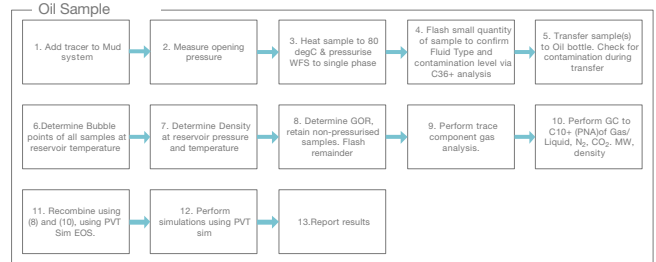 Oil Sample
1. Add tracer to Mud
system
2. Measure opening
pressure
3. Heat sample to 80
degC & pressurise
WFS to single phase
4. Flash small quantity
of sample to confirm
Fluid Type and
contamination level via
C36+ analysis
5. Transfer sample(s)
to Oil bottle. Check for
contamination during
transfer
6.Determine Bubble
points of all samples at
reservoir temperature
7. Determine Density
at reservoir pressure
and temperature
8. Determine GOR,
retain non-pressurised
samples. Flash
remainder
9. Perform trace
component gas
analysis.
10. Perform GC to
C10+ (PNA)of Gas/
Liquid, N₂, CO₂. MW,
density
11. Recombine using
(8) and (10), using PVT
Sim EOS.
12. Perform
simulations using PVT
sim
13.Report results